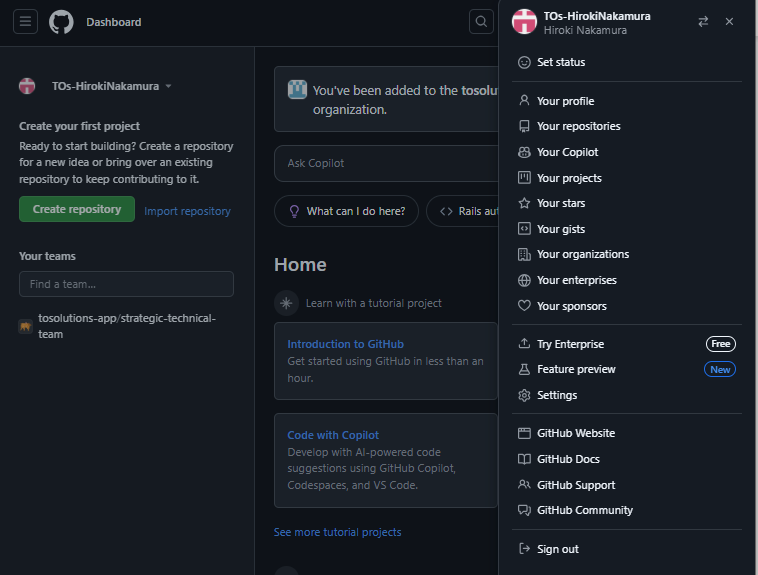 Dashboard
TOs-HirokiNakamura
Create your first project
Ready to start building? Create a repository
for a new idea or bring over an existing
repository to keep contributing to it.
Create repository
Import repository
Your teams
Find a team...
tosolutions-app/strategic-technical-
team
You've been added to the tosolu
organization.
Ask Copilot
What can I do here?
Rails aut
Home
Learn with a tutorial project
Introduction to GitHub
Get started using GitHub in less than an
hour.
Code with Copilot
Develop with AI-powered code
suggestions using GitHub Copilot,
Codespaces, and VS Code.
See more tutorial projects
TOs-HirokiNakamura
Hiroki Nakamura
Set status
Your profile
Your repositories
Your Copilot
Your projects
Your stars
Your gists
Your organizations
Your enterprises
Your sponsors
Try Enterprise
Free
Feature preview
New
Settings
GitHub Website
GitHub Docs
GitHub Support
GitHub Community
Sign out